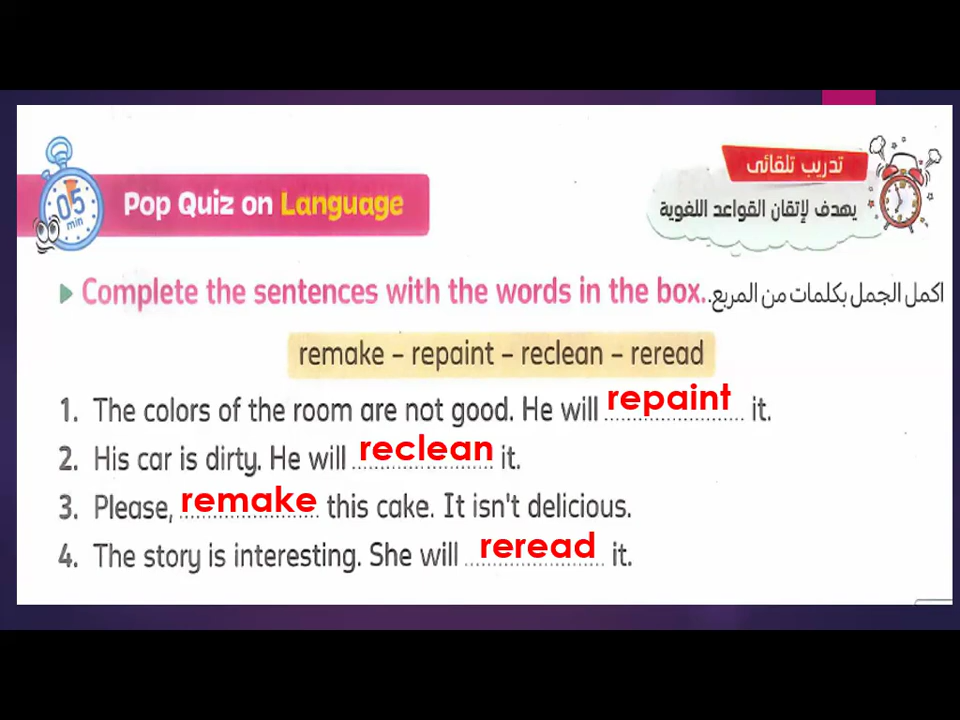 05
min
Pop Quiz on Language
تدريب تلقائى
يهدف لإتقان القواعد اللغوية
Complete the sentences with the words in the box. اكمل الجمل بكلمات من المربع.
remake – repaint – reclean – reread
1. The colors of the room are not good. He will repaint it.
2. His car is dirty. He will reclean it.
3. Please, remake this cake. It isn't delicious.
4. The story is interesting. She will reread it.